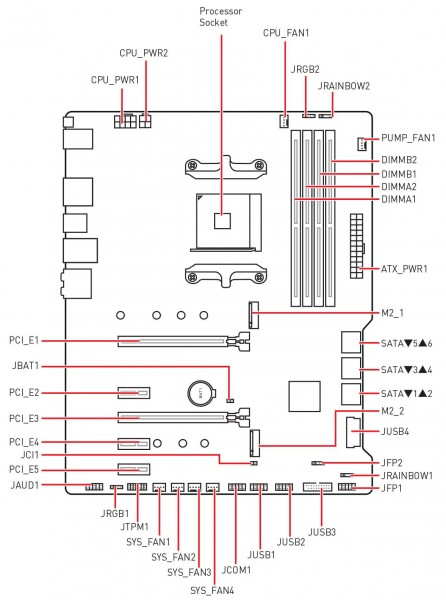 Processor
Socket
CPU_FAN1
CPU_PWR2
JRGB2
CPU_PWR1
JRAINBOW2
PUMP_FAN1
DIMMB2
DIMMB1
DIMMA2
DIMMA1
ATX_PWR1
M2_1
PCI_E1
SATA▼5▲6
JBAT1
SATA▼3▲4
PCI_E2
BAT1
SATA▼1▲2
M2_2
PCI_E3
JUSB4
PCI_E4
JCI1
JFP2
PCI_E5
JRAINBOW1
JAUD1
JFP1
JRGB1
JTPM1
JUSB3
SYS_FAN1
JUSB2
SYS_FAN2
JUSB1
SYS_FAN3
JCOM1
SYS_FAN4